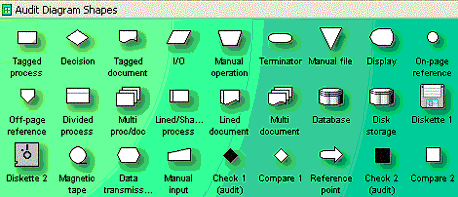 Audit Diagram Shapes
Tagged process
Decision
Tagged document
I/O
Manual operation
Terminator
Manual file
Display
On-page reference
Off-page reference
Divided process
Multi proc/doc
Lined/Sha... process
Lined document
Multi document
Database
Disk storage
Diskette 1
Diskette 2
Magnetic tape
Data transmiss...
Manual input
Check 1 (audit)
Compare 1
Reference point
Check 2 (audit)
Compare 2